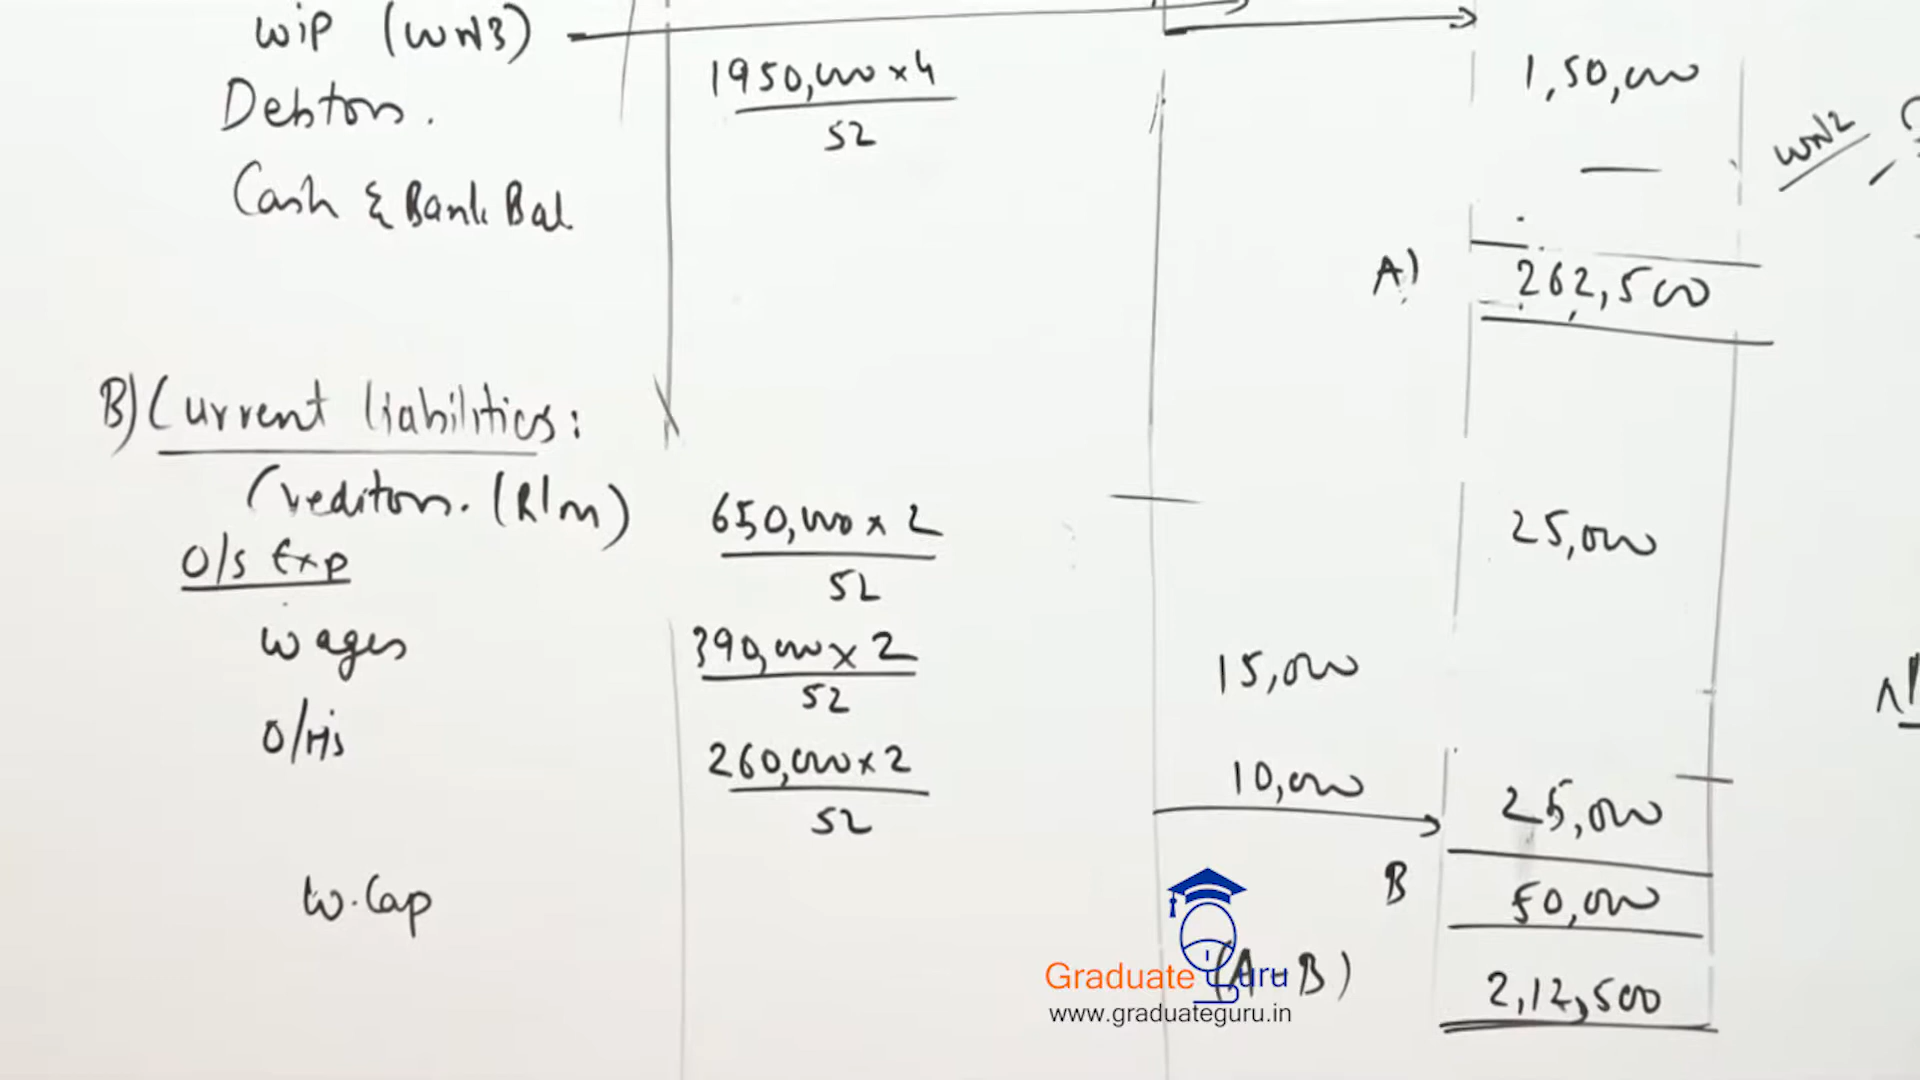 WIP (WN3)
Debtors. 1950,000 x 4 / 52 1,50,000
Cash & Bank Bal —
WN2
A) 262,500
B) Current liabilities:
Creditors. (R/m) 650,000 x 2 / 52 25,000
O/s Exp
Wages 390,000 x 2 / 52 15,000
O/Hs 260,000 x 2 / 52 10,000 25,000
B 50,000
W. Cap (A-B) 2,12,500
Graduate Guru
www.graduateguru.in